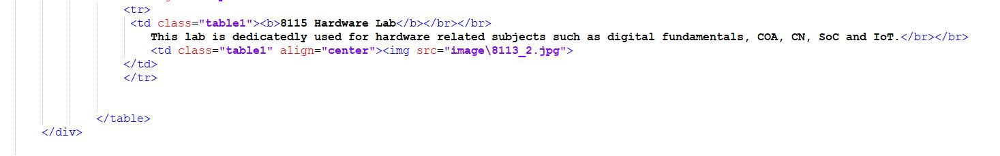 <tr>
<td class="table1"><b>8115 Hardware Lab</b></br></br>
This lab is dedicatedly used for hardware related subjects such as digital fundamentals, COA, CN, SoC and IoT.</br></br>
<td class="table1" align="center"><img src="image\8113_2.jpg">
</td>
</tr>
</table>
</div>